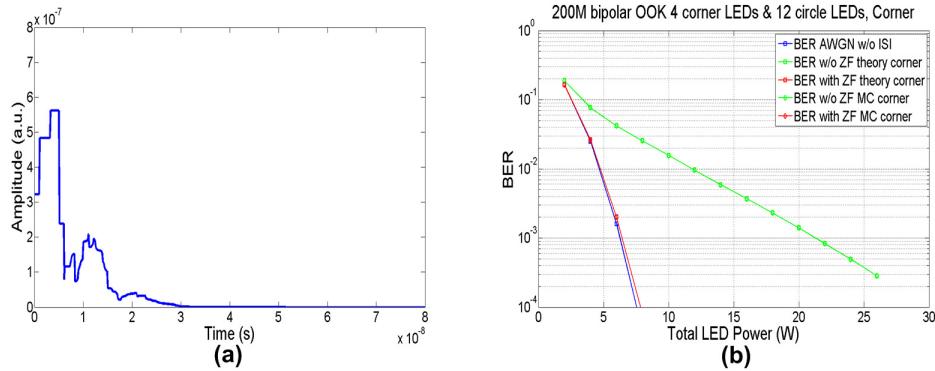 8 x 10^-7
7
6
5
4
3
2
1
0
Amplitude (a.u.)
0 1 2 3 4 5 6 7 8
x 10^-8
Time (s)
(a)
200M bipolar OOK 4 corner LEDs & 12 circle LEDs, Corner
10^0
10^-1
10^-2
10^-3
10^-4
BER
BER AWGN w/o ISI
BER w/o ZF theory corner
BER with ZF theory corner
BER w/o ZF MC corner
BER with ZF MC corner
0 5 10 15 20 25 30
Total LED Power (W)
(b)